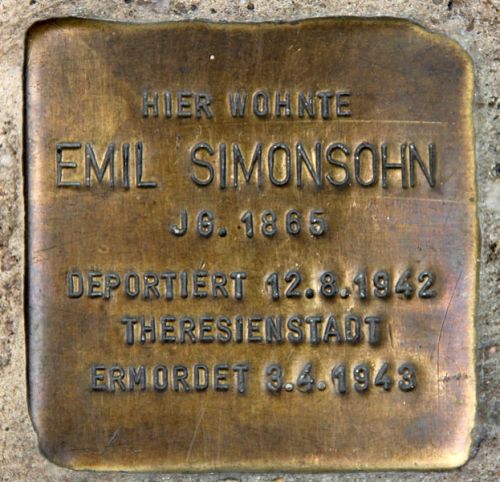 HIER WOHNTE
EMIL SIMONSOHN
JG. 1865
DEPORTIERT 12.8.1942
THERESIENSTADT
ERMORDET 3.4.1943